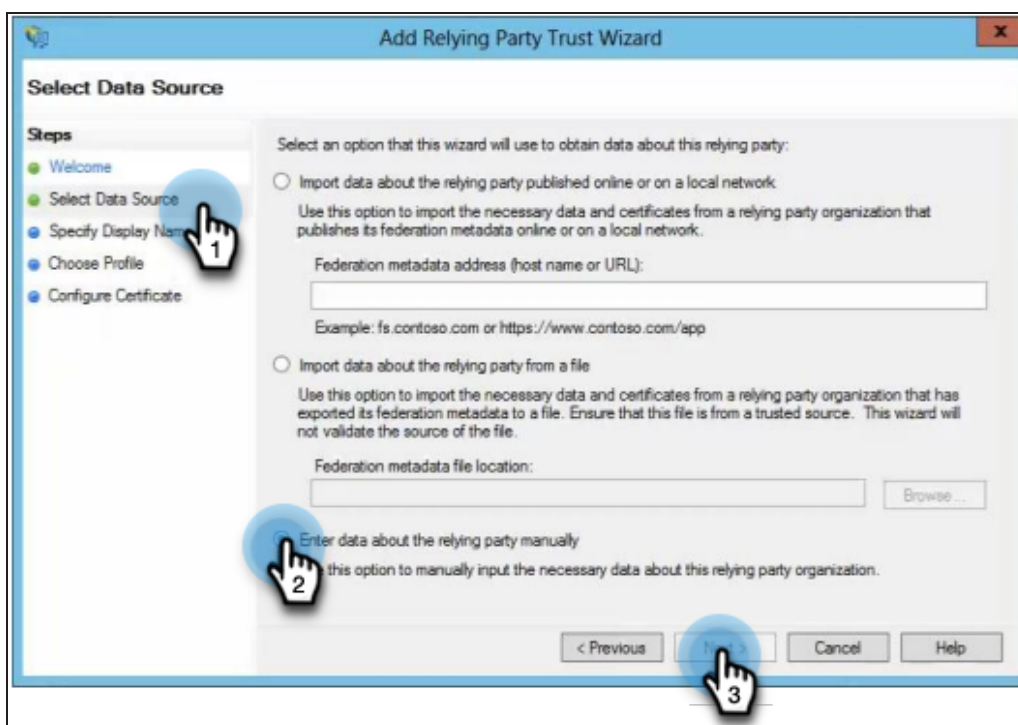 Add Relying Party Trust Wizard
x
Select Data Source
Steps
Welcome
Select Data Source
Specify Display
Choose Profile
Configure Certificate
1
Select an option that this wizard will use to obtain data about this relying party:
Import data about the relying party published online or on a local network
Use this option to import the necessary data and certificates from a relying party organization that
publishes its federation metadata online or on a local network.
Federation metadata address (host name or URL):
Example: fs.contoso.com or https://www.contoso.com/app
Import data about the relying party from a file
Use this option to import the necessary data and certificates from a relying party organization that has
exported its federation metadata to a file. Ensure that this file is from a trusted source. This wizard will
not validate the source of the file.
Federation metadata file location:
Browse...
Enter data about the relying party manually
this option to manually input the necessary data about this relying party organization.
2
< Previous
Cancel
Help
3